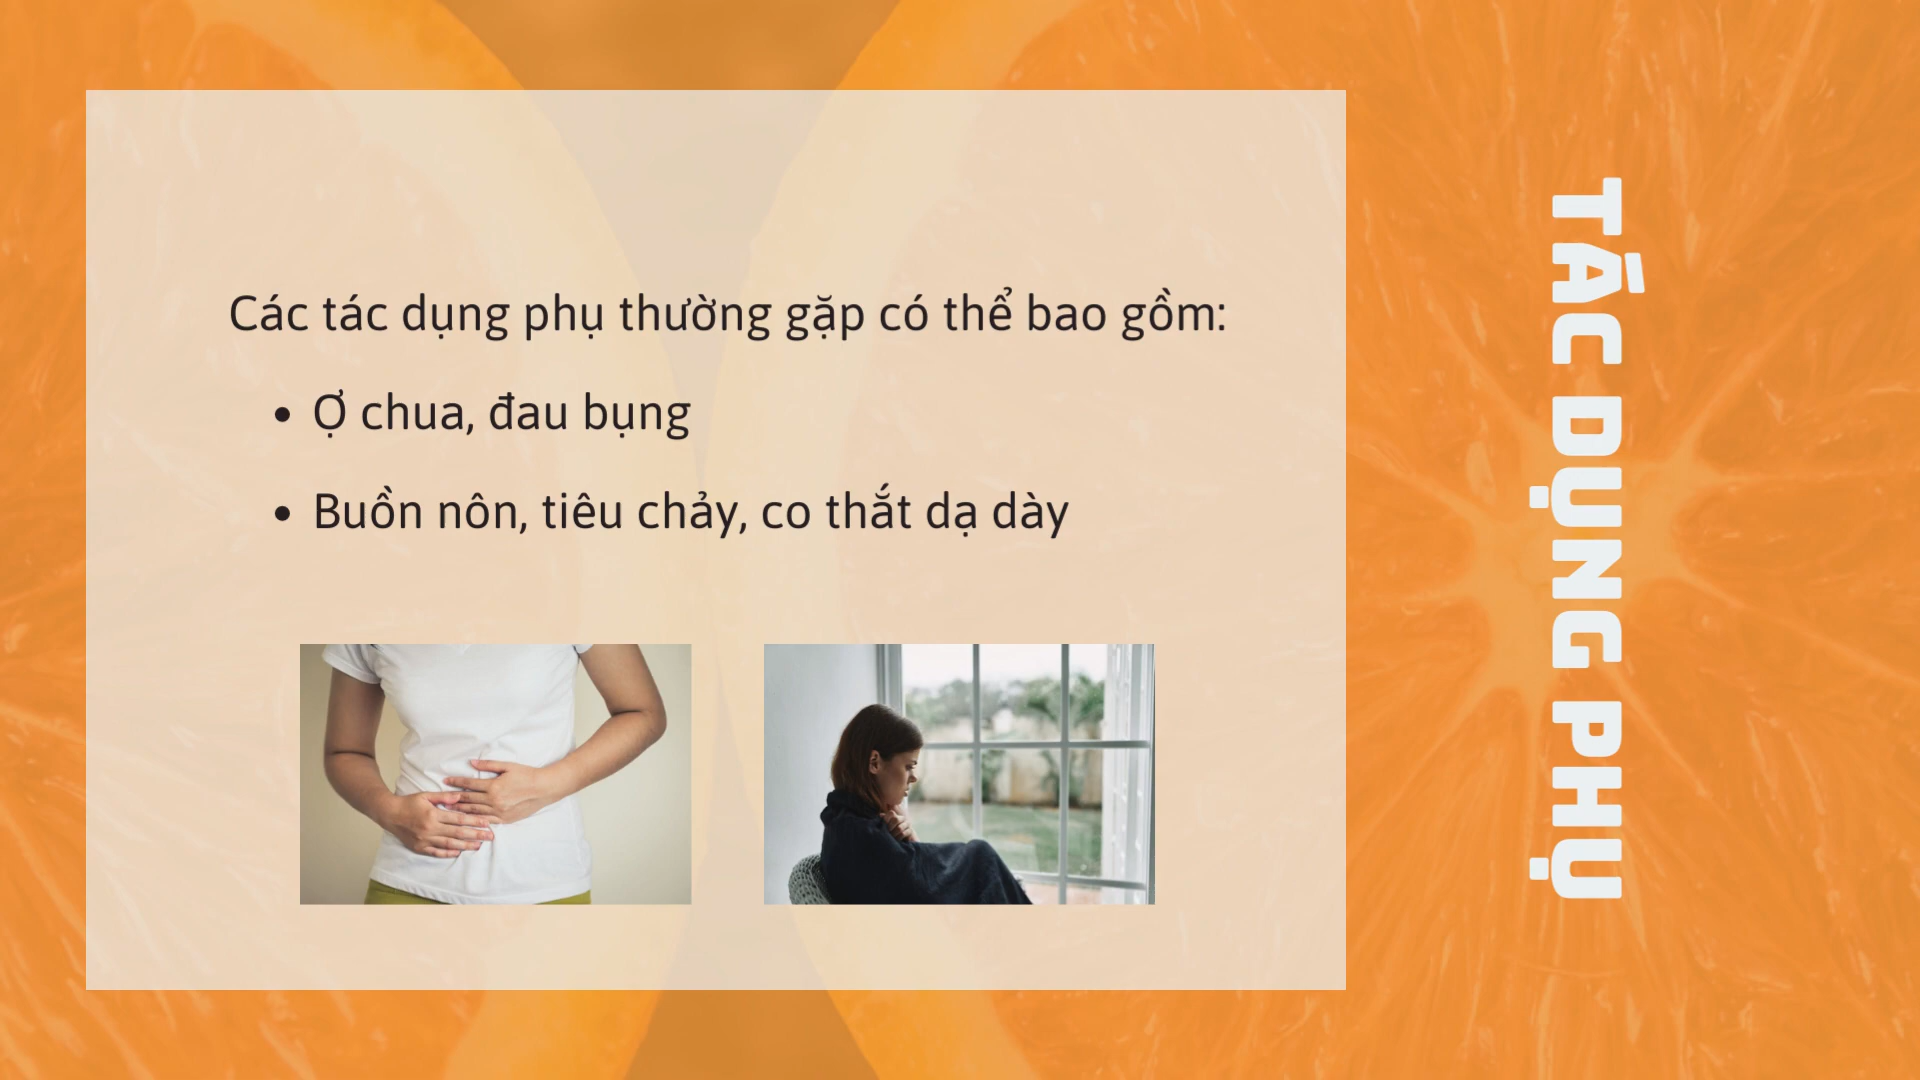 TÁC DỤNG PHỤ
Các tác dụng phụ thường gặp có thể bao gồm:
• Ợ chua, đau bụng
• Buồn nôn, tiêu chảy, co thắt dạ dày